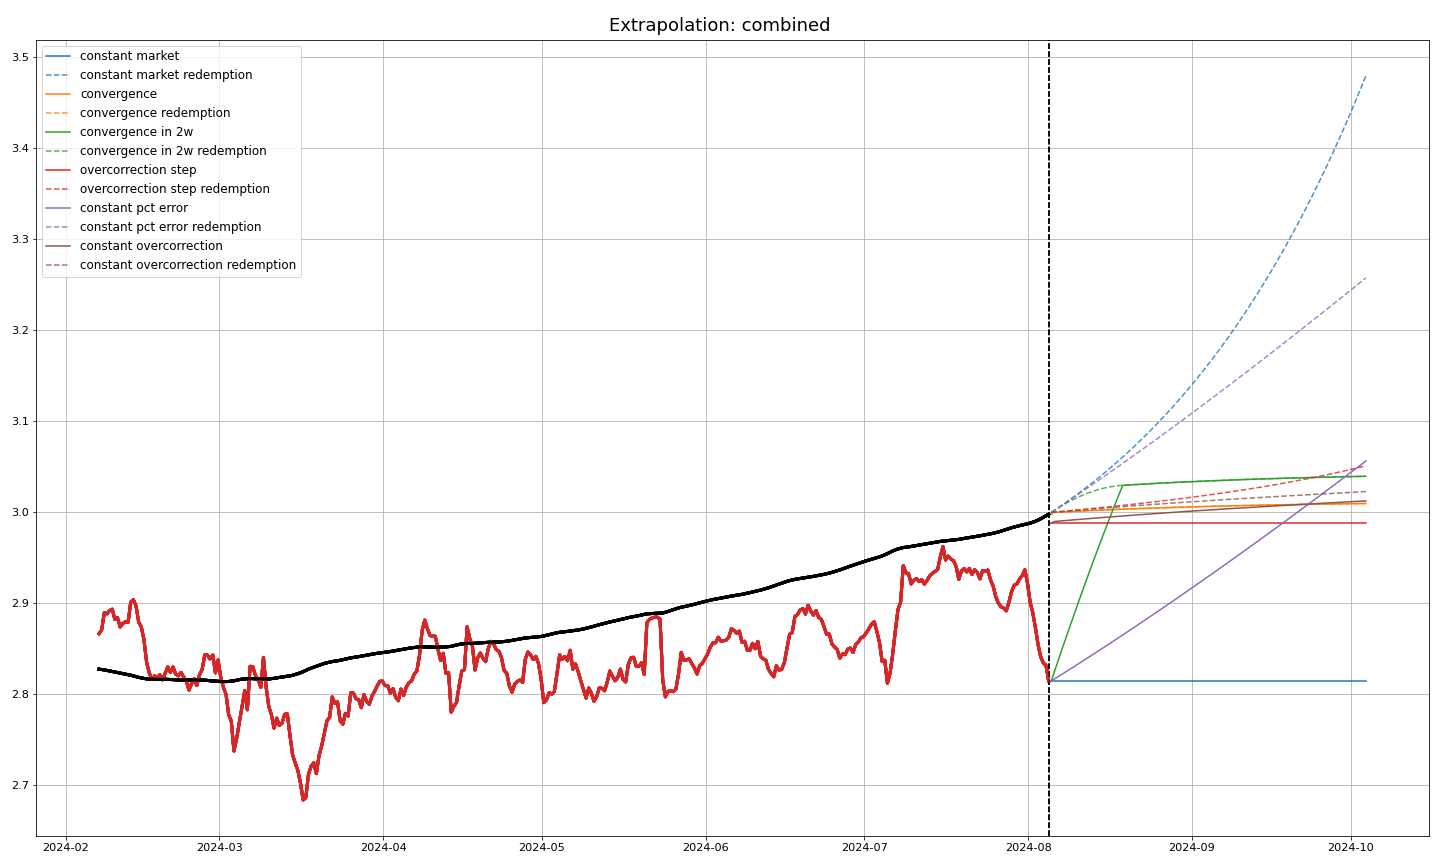 Extrapolation: combined
constant market
constant market redemption
convergence
convergence redemption
convergence in 2w
convergence in 2w redemption
overcorrection step
overcorrection step redemption
constant pct error
constant pct error redemption
constant overcorrection
constant overcorrection redemption
3.5
3.4
3.3
3.2
3.1
3.0
2.9
2.8
2.7
2024-02
2024-03
2024-04
2024-05
2024-06
2024-07
2024-08
2024-09
2024-10